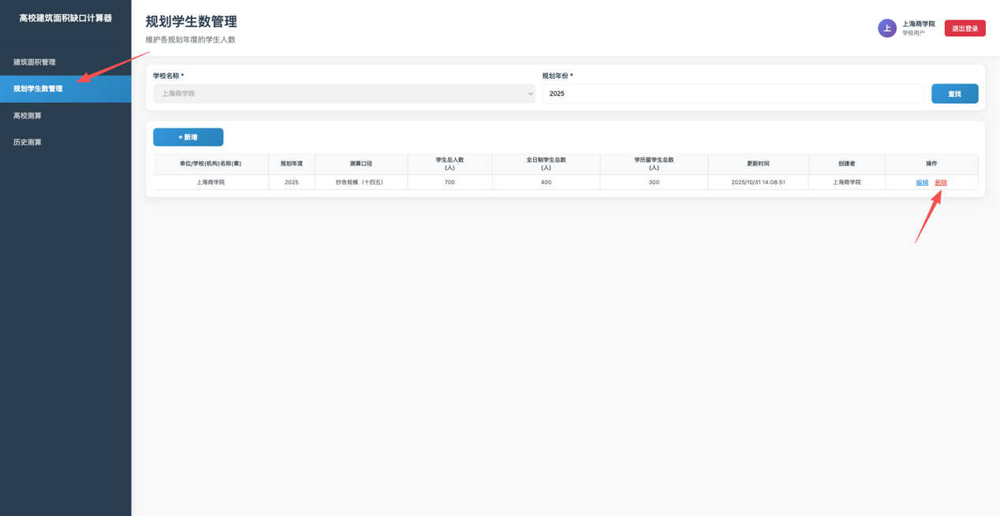 高校建筑面积缺口计算器
建筑面积管理
规划学生数管理
高校测算
历史测算
规划学生数管理
维护各规划年度的学生人数
上
上海商学院
学校用户
退出登录
学校名称 *
上海商学院
规划年份 *
2025
查找
+ 新增
单位/学校(机构)名称(章) 规划年度 测算口径 学生总人数 (人) 全日制学生总数 (人) 学历留学生总数 (人) 更新时间 创建者 操作
上海商学院 2025 抄告规模（十四五） 700 400 300 2025/10/31 14:08:51 上海商学院 编辑 删除